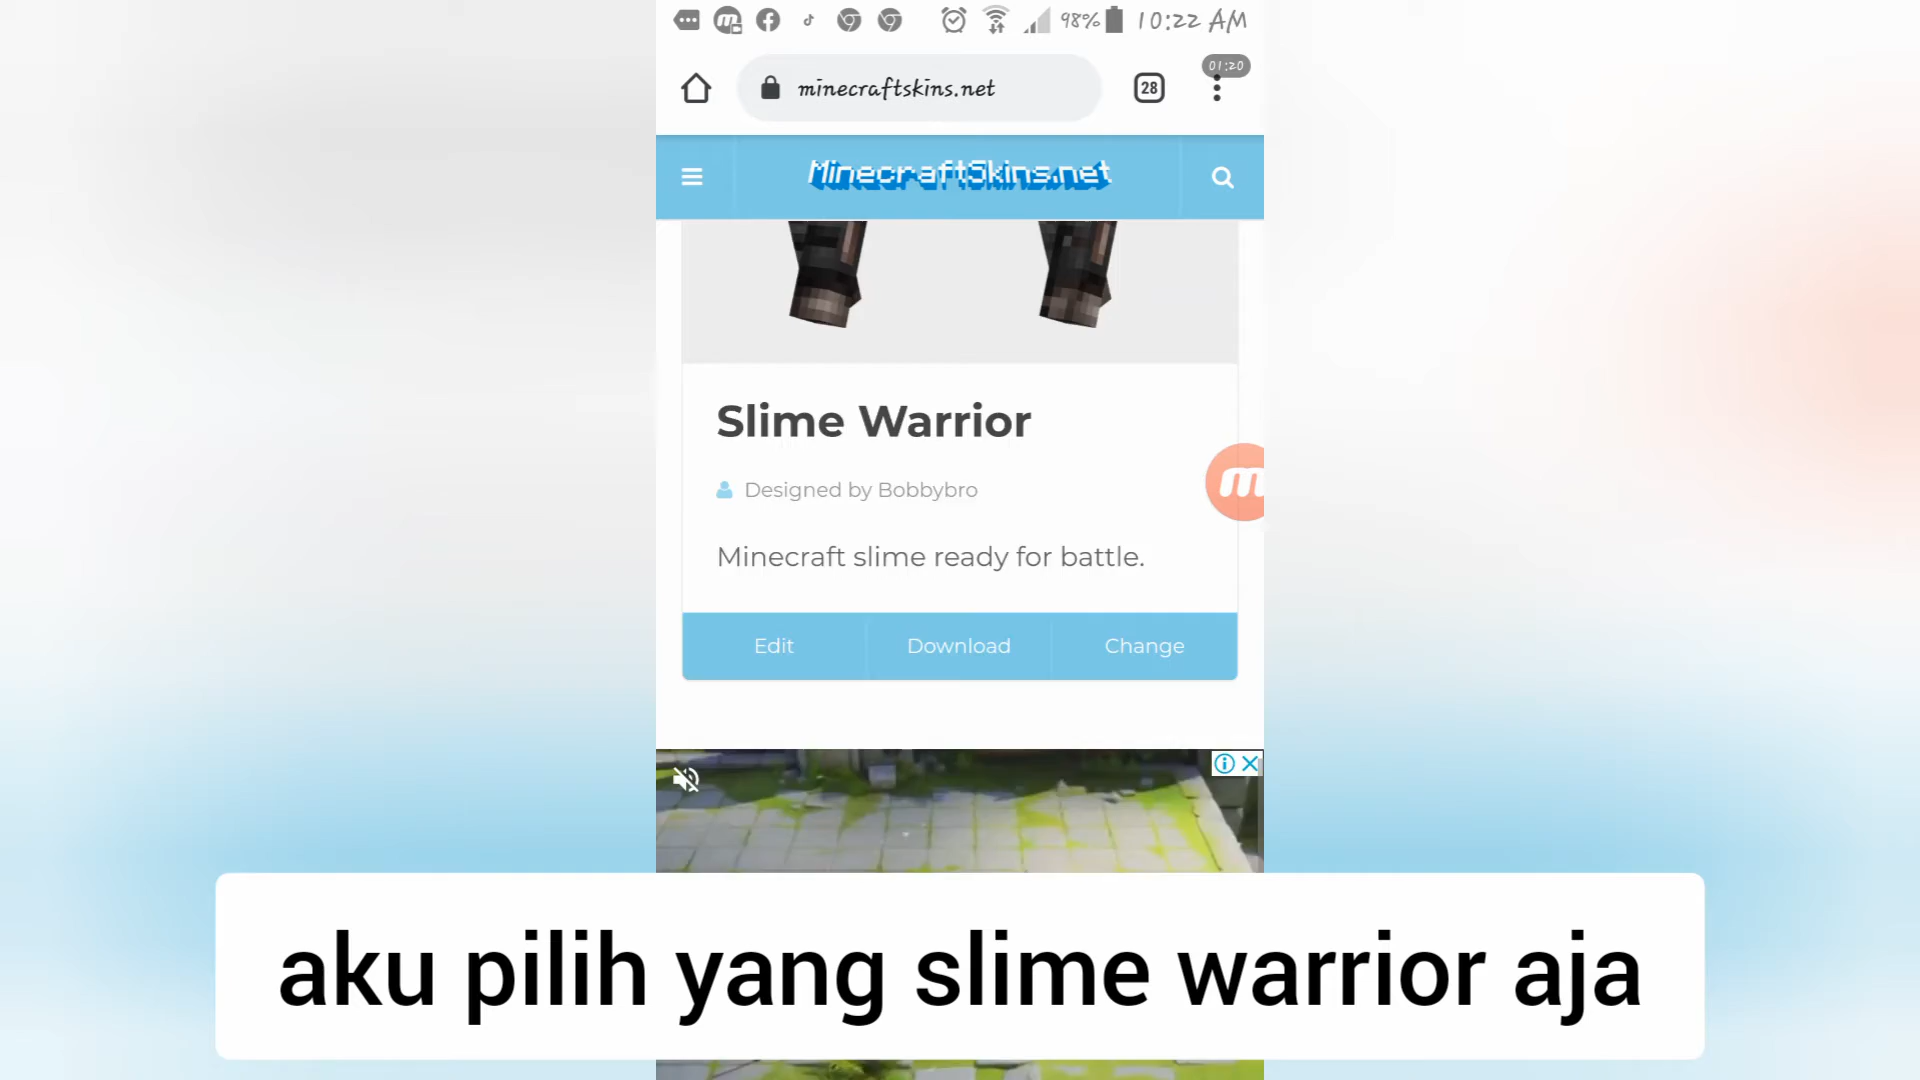 98% 10:22 AM
01:20
minecraftskins.net
28
MinecraftSkins.net
Slime Warrior
Designed by Bobbybro
m
Minecraft slime ready for battle.
Edit Download Change
aku pilih yang slime warrior aja